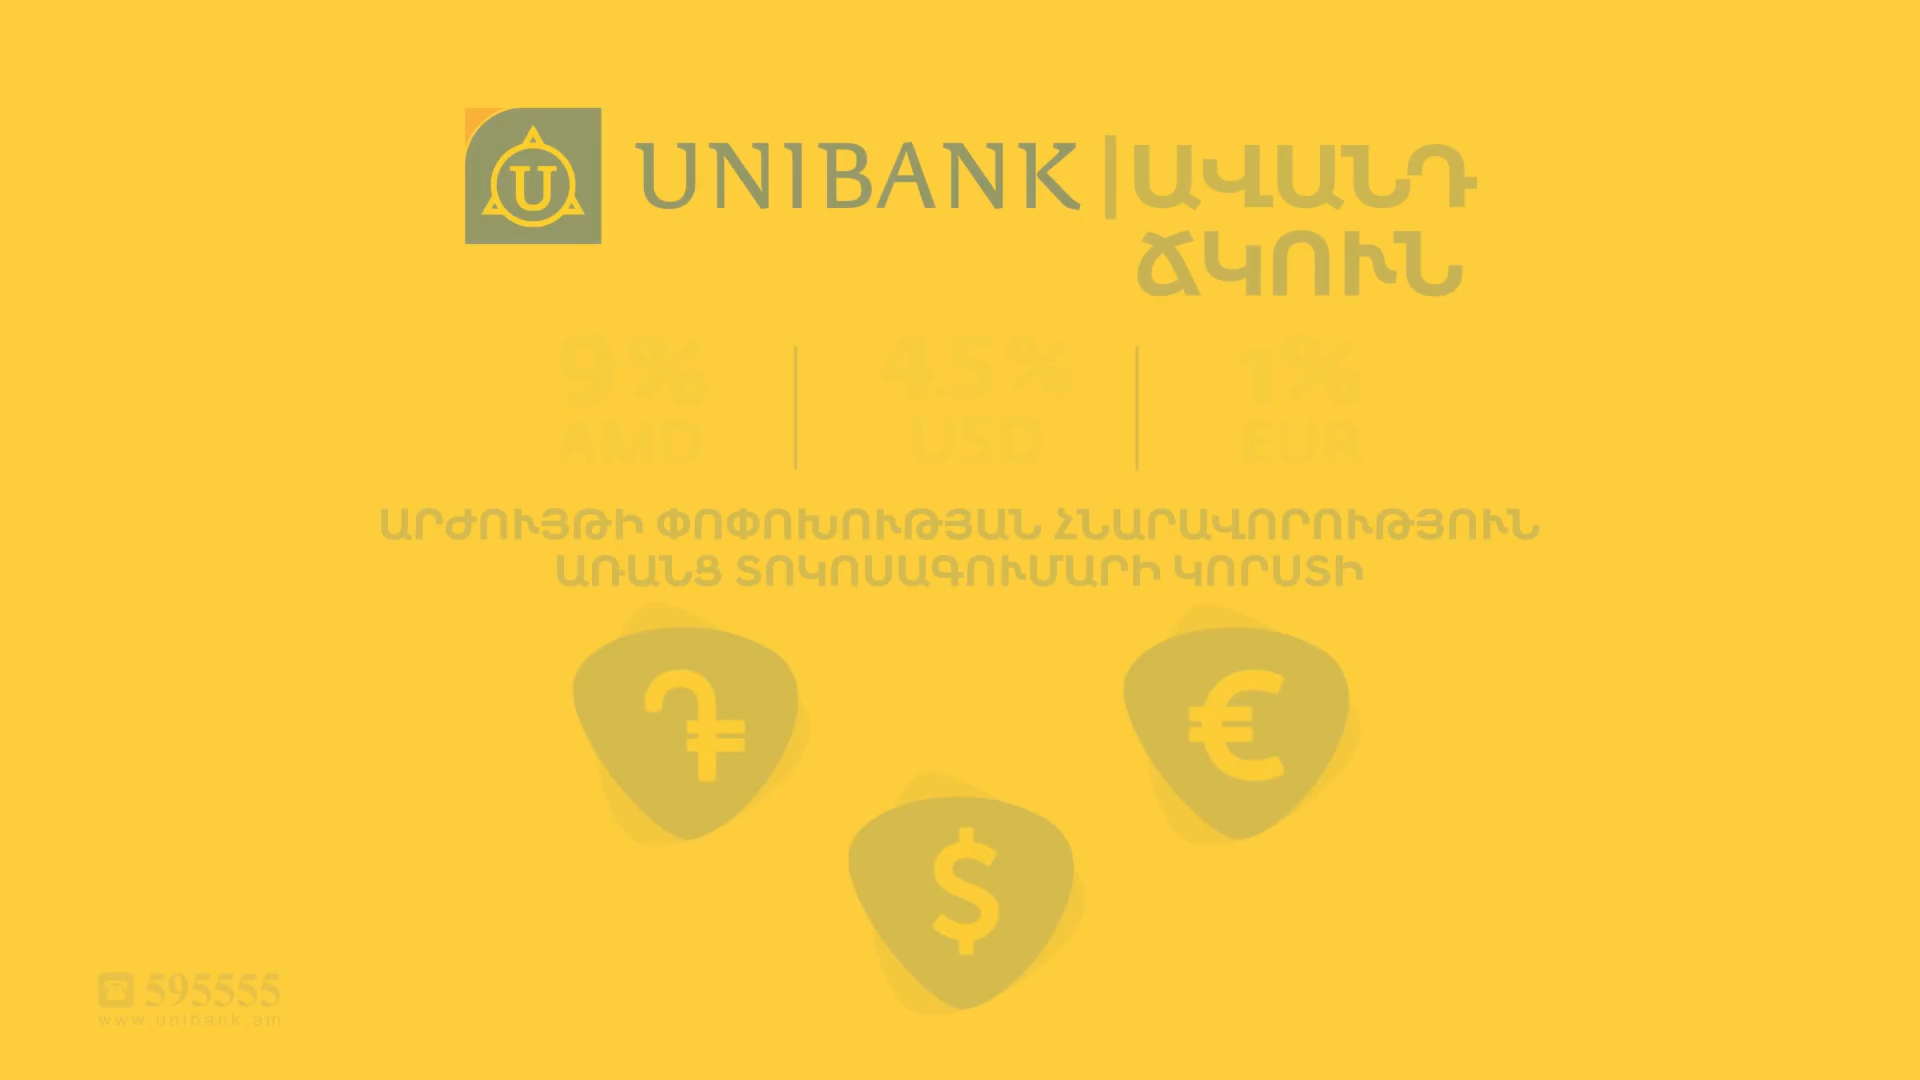 UNIBANK | ԱՎԱՆԴ
ՃԿՈՒՆ
9% 4.5% 1%
AMD USD EUR
ԱՐԺՈՒՅԹԻ ՓՈՓՈԽՈՒԹՅԱՆ ՀՆԱՐԱՎՈՐՈՒԹՅՈՒՆ
ԱՌԱՆՑ ՏՈԿՈՍԱԳՈՒՄԱՐԻ ԿՈՐՍՏԻ
595555
www.unibank.am